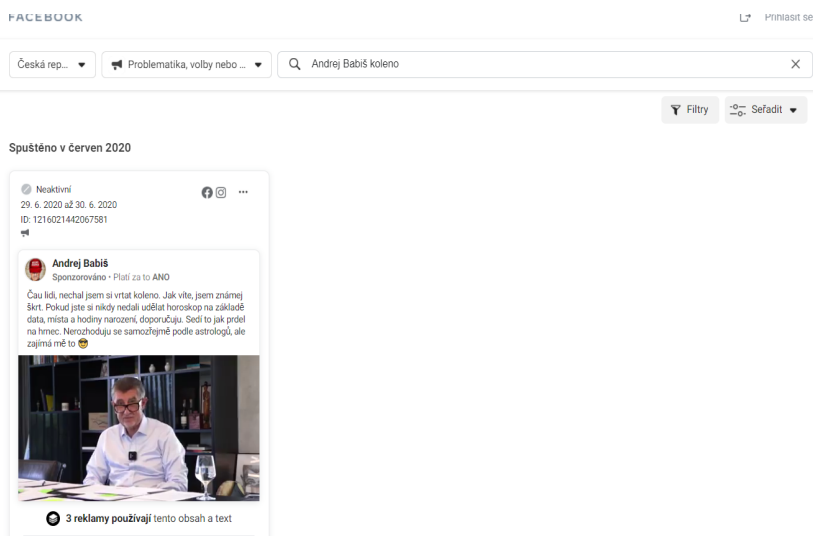 FACEBOOK
Přihlásit se
Česká rep...
Problematika, volby nebo ...
Andrej Babiš koleno
Filtry
Seřadit
Spuštěno v červen 2020
Neaktivní
29. 6. 2020 až 30. 6. 2020
ID: 1216021442067581
Andrej Babiš
Sponzorováno • Platí za to ANO
Čau lidi, nechal jsem si vrtat koleno. Jak víte, jsem známej
škrt. Pokud jste si nikdy nedali udělat horoskop na základě
data, místa a hodiny narození, doporučuju. Sedí to jak prdel
na hrnec. Nerozhoduju se samozřejmě podle astrologů, ale
zajímá mě to 😎
3 reklamy používají tento obsah a text